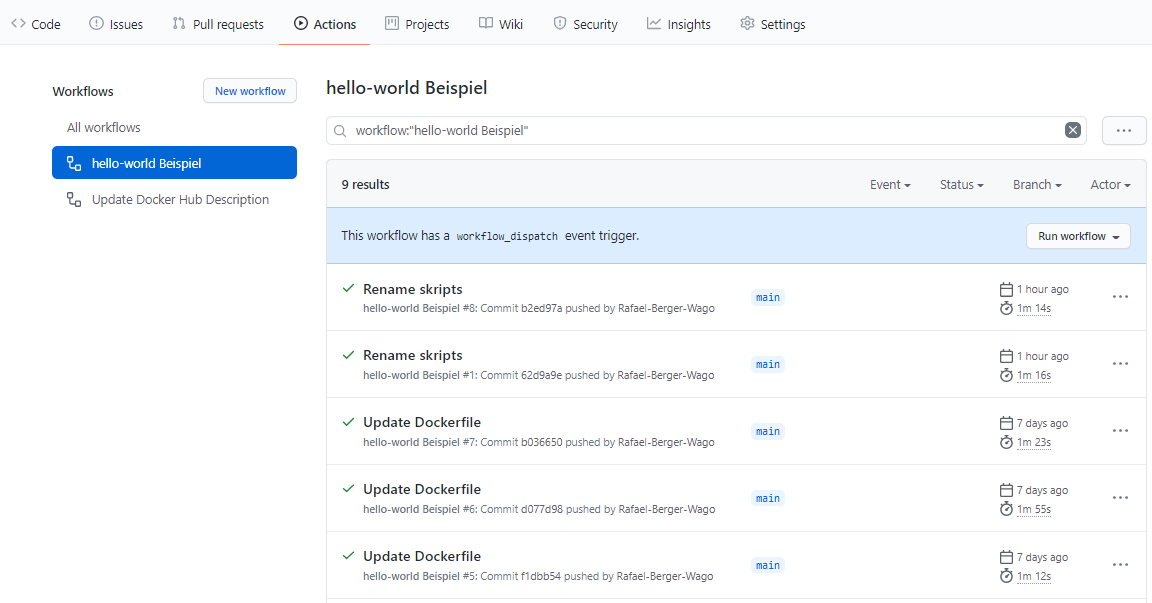 Code Issues Pull requests Actions Projects Wiki Security Insights Settings
Workflows
New workflow
All workflows
hello-world Beispiel
Update Docker Hub Description
hello-world Beispiel
workflow:"hello-world Beispiel"
9 results
Event Status Branch Actor
This workflow has a workflow_dispatch event trigger.
Run workflow
Rename skripts
hello-world Beispiel #8: Commit b2ed97a pushed by Rafael-Berger-Wago
main
1 hour ago
1m 14s
Rename skripts
hello-world Beispiel #1: Commit 62d9a9e pushed by Rafael-Berger-Wago
main
1 hour ago
1m 16s
Update Dockerfile
hello-world Beispiel #7: Commit b036650 pushed by Rafael-Berger-Wago
main
7 days ago
1m 23s
Update Dockerfile
hello-world Beispiel #6: Commit d077d98 pushed by Rafael-Berger-Wago
main
7 days ago
1m 55s
Update Dockerfile
hello-world Beispiel #5: Commit f1dbb54 pushed by Rafael-Berger-Wago
main
7 days ago
1m 12s